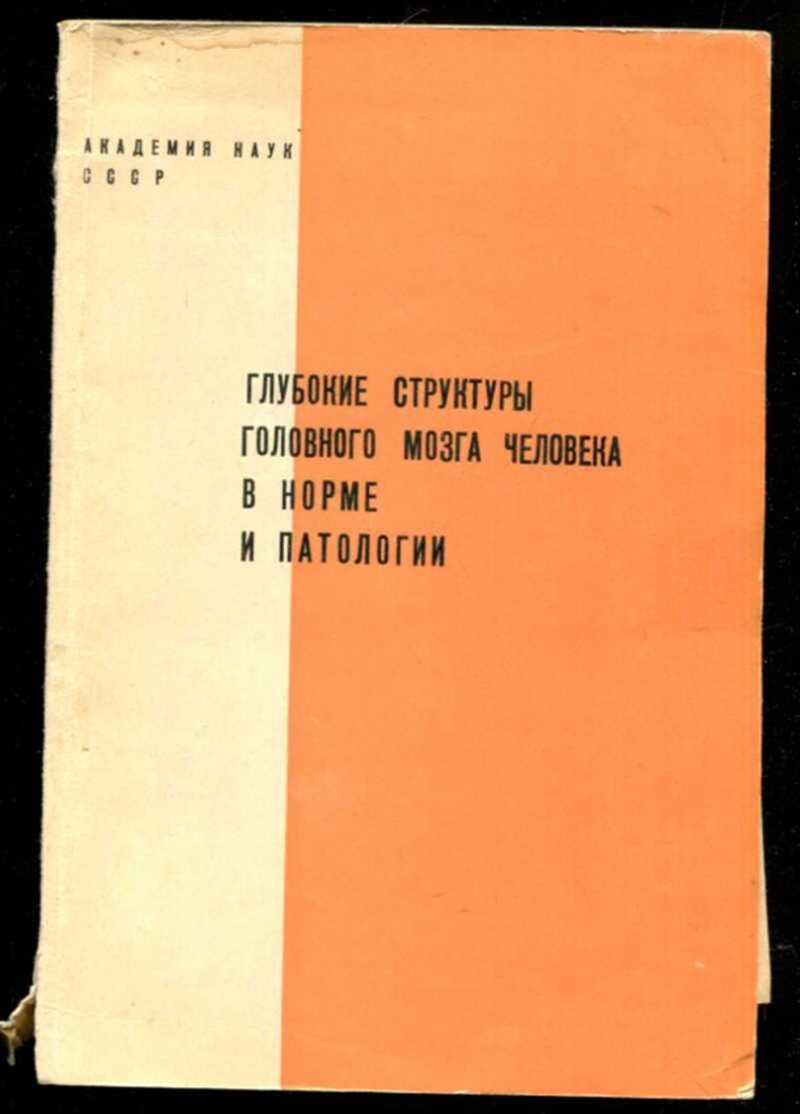 АКАДЕМИЯ НАУК
СССР
ГЛУБОКИЕ СТРУКТУРЫ
ГОЛОВНОГО МОЗГА ЧЕЛОВЕКА
В НОРМЕ
И ПАТОЛОГИИ